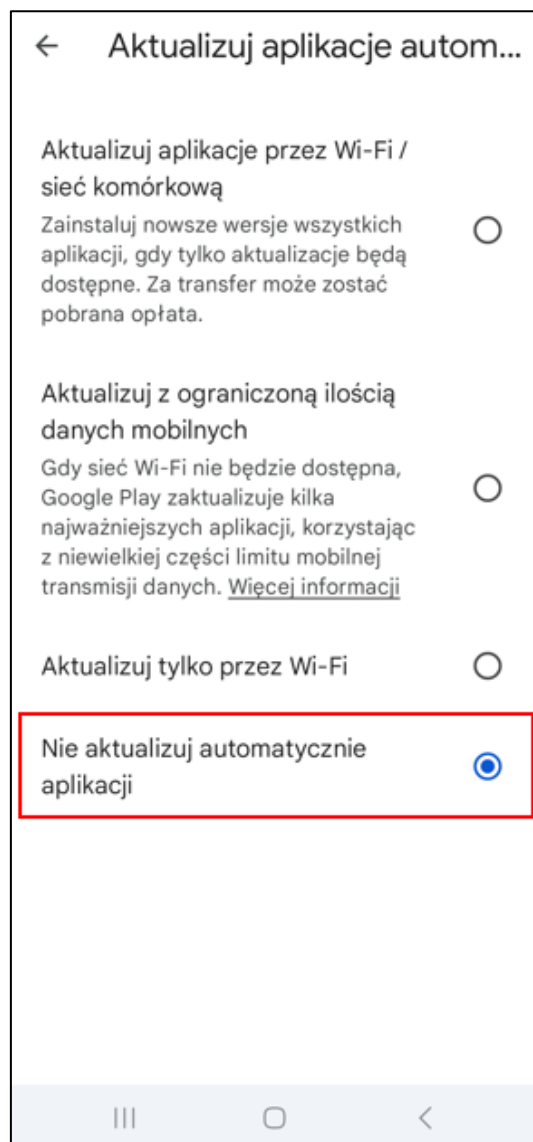 Aktualizuj aplikacje autom...
Aktualizuj aplikacje przez Wi-Fi /
sieć komórkową
Zainstaluj nowsze wersje wszystkich
aplikacji, gdy tylko aktualizacje będą
dostępne. Za transfer może zostać
pobrana opłata.
Aktualizuj z ograniczoną ilością
danych mobilnych
Gdy sieć Wi-Fi nie będzie dostępna,
Google Play zaktualizuje kilka
najważniejszych aplikacji, korzystając
z niewielkiej części limitu mobilnej
transmisji danych. Więcej informacji
Aktualizuj tylko przez Wi-Fi
Nie aktualizuj automatycznie
aplikacji